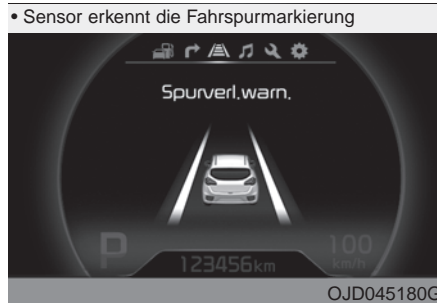 • Sensor erkennt die Fahrspurmarkierung
Spurverl.warn.
P
100
km/h
123456km
OJD045180G